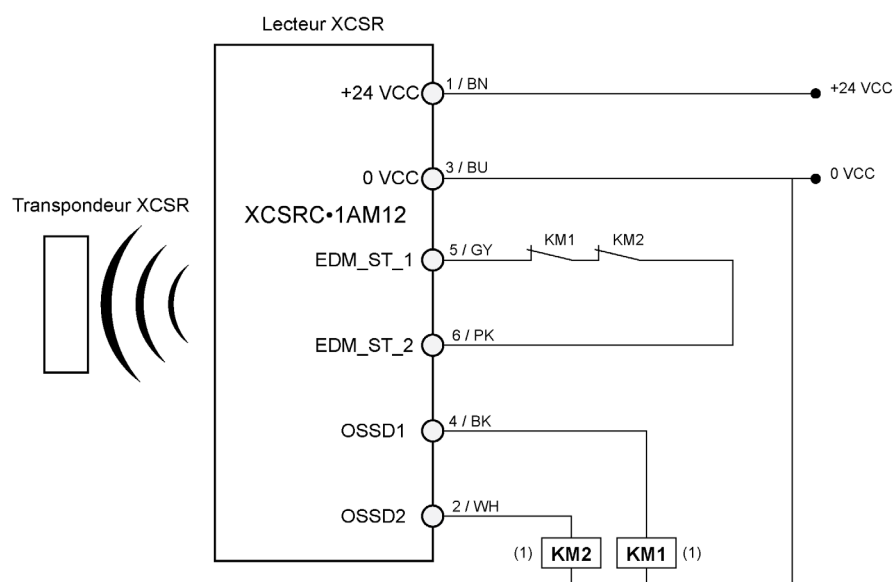 Lecteur XCSR
+24 VCC
1 / BN
+24 VCC
0 VCC
3 / BU
0 VCC
Transpondeur XCSR
XCSRC•1AM12
EDM_ST_1
5 / GY
KM1
KM2
EDM_ST_2
6 / PK
OSSD1
4 / BK
OSSD2
2 / WH
(1)
KM2
KM1
(1)